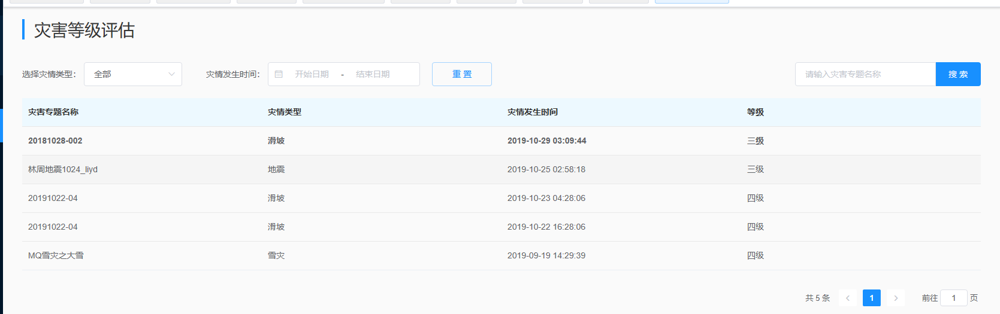 灾害等级评估
选择灾情类型: 全部 灾情发生时间: 开始日期 - 结束日期 重 置 请输入灾害专题名称 搜 索
灾害专题名称 灾情类型 灾情发生时间 等级
20181028-002 滑坡 2019-10-29 03:09:44 三级
林周地震1024_liyd 地震 2019-10-25 02:58:18 三级
20191022-04 滑坡 2019-10-23 04:28:06 四级
20191022-04 滑坡 2019-10-22 16:28:06 四级
MQ雪灾之大雪 雪灾 2019-09-19 14:29:39 四级
共 5 条 < 1 > 前往 1 页